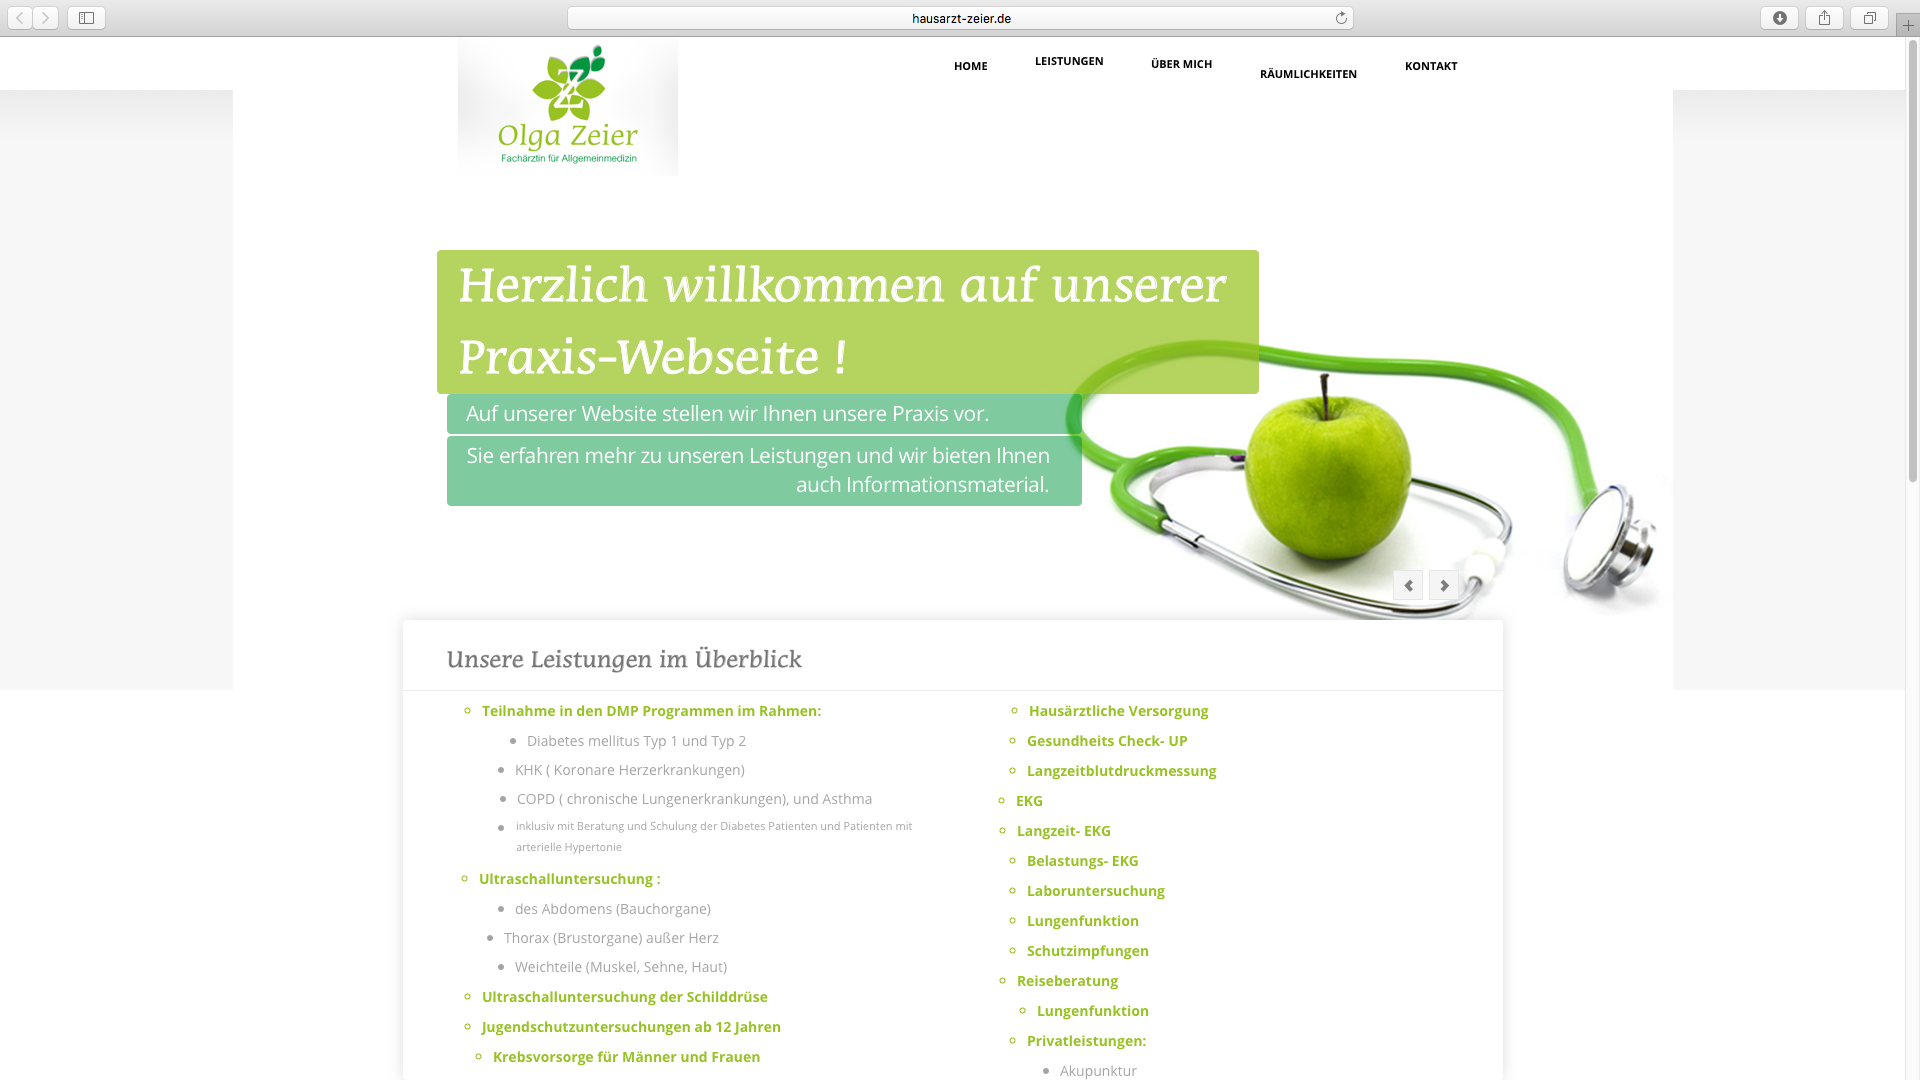 hausarzt-zeier.de
Z
Olga Zeier
Fachärztin für Allgemeinmedizin
HOME
LEISTUNGEN
ÜBER MICH
RÄUMLICHKEITEN
KONTAKT
Herzlich willkommen auf unserer
Praxis-Webseite !
Auf unserer Website stellen wir Ihnen unsere Praxis vor.
Sie erfahren mehr zu unseren Leistungen und wir bieten Ihnen
auch Informationsmaterial.
Unsere Leistungen im Überblick
Teilnahme in den DMP Programmen im Rahmen:
Diabetes mellitus Typ 1 und Typ 2
KHK ( Koronare Herzerkrankungen)
COPD ( chronische Lungenerkrankungen), und Asthma
inklusiv mit Beratung und Schulung der Diabetes Patienten und Patienten mit
arterielle Hypertonie
Ultraschalluntersuchung :
des Abdomens (Bauchorgane)
Thorax (Brustorgane) außer Herz
Weichteile (Muskel, Sehne, Haut)
Ultraschalluntersuchung der Schilddrüse
Jugendschutzuntersuchungen ab 12 Jahren
Krebsvorsorge für Männer und Frauen
Hausärztliche Versorgung
Gesundheits Check- UP
Langzeitblutdruckmessung
EKG
Langzeit- EKG
Belastungs- EKG
Laboruntersuchung
Lungenfunktion
Schutzimpfungen
Reiseberatung
Lungenfunktion
Privatleistungen:
Akupunktur